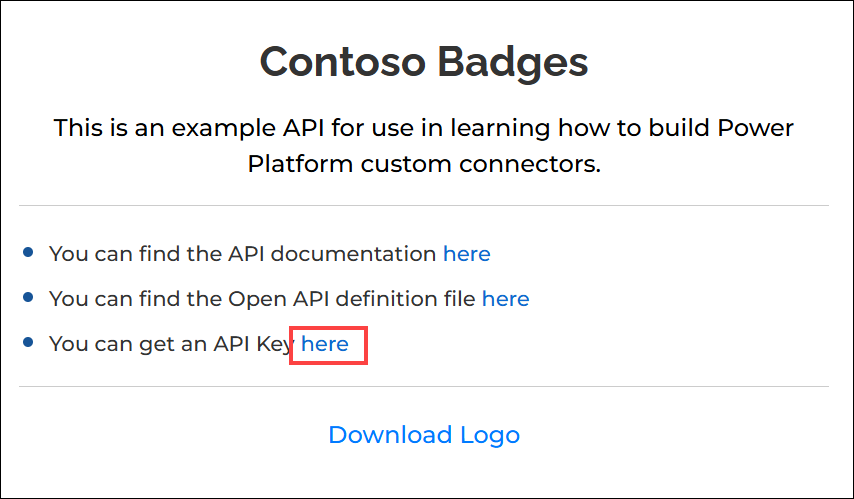 Contoso Badges
This is an example API for use in learning how to build Power
Platform custom connectors.
You can find the API documentation here
You can find the Open API definition file here
You can get an API Key here
Download Logo